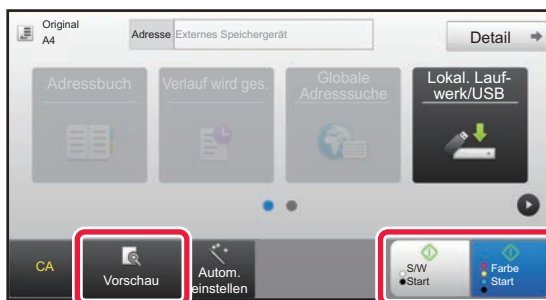 Original
A4
Adresse
Externes Speichergerät
Detail
Adressbuch
Verlauf wird ges.
Globale
Adresssuche
Lokal. Lauf-
werk/USB
CA
Vorschau
Autom.
einstellen
S/W
Start
Farbe
Start